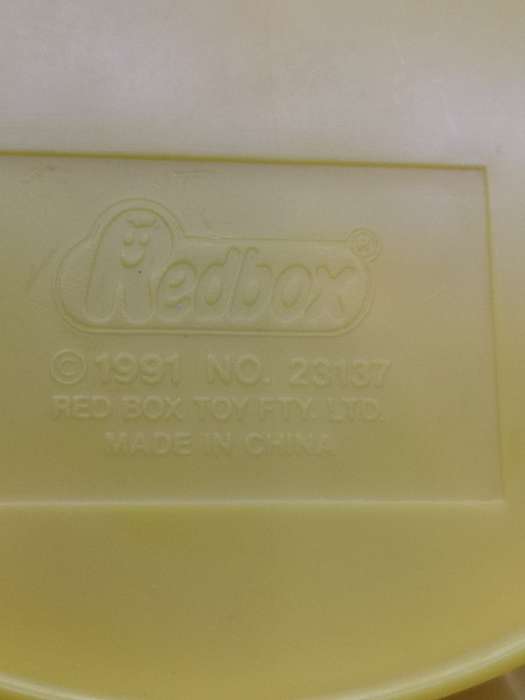 Redbox ®
© 1991 NO. 23137
RED BOX TOY FTY. LTD.
MADE IN CHINA